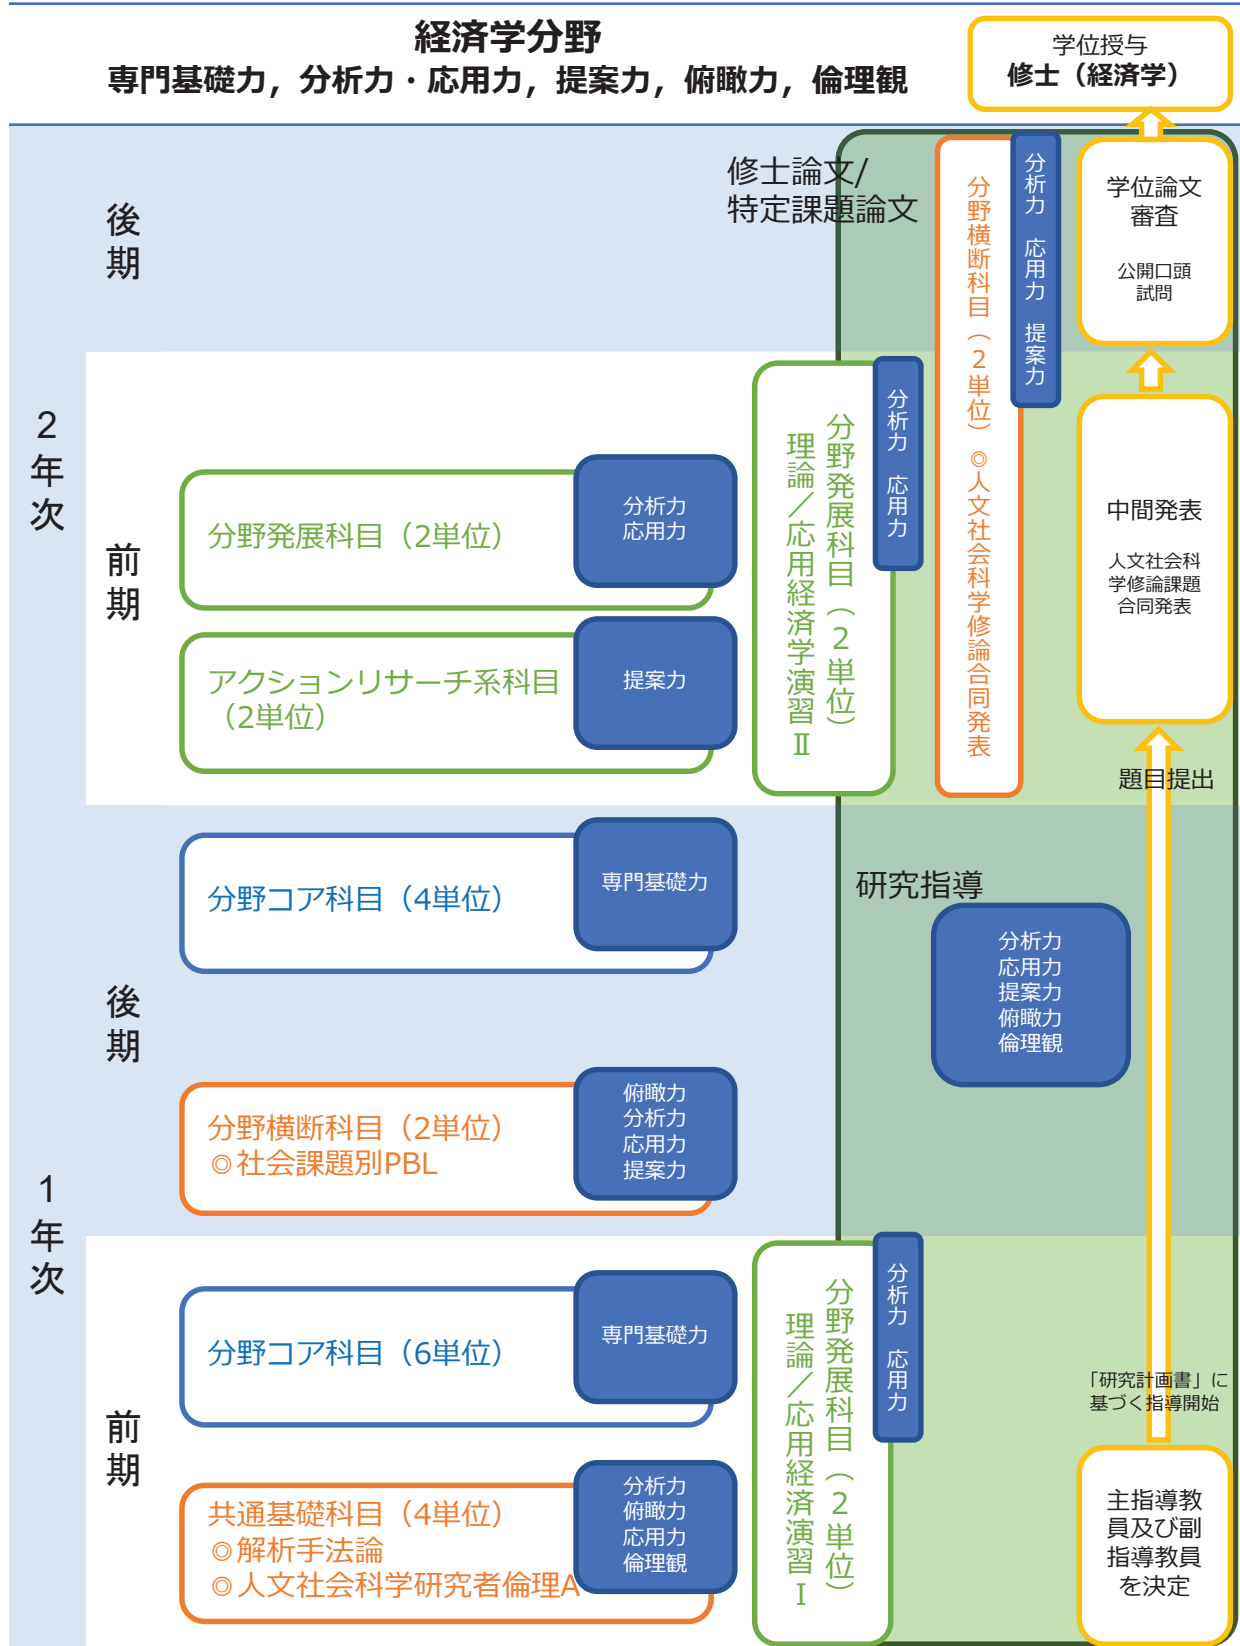 経済学分野
専門基礎力，分析力・応用力，提案力，俯瞰力，倫理観
学位授与
修士（経済学）
2年次
後期
修士論文/
特定課題論文
分野横断科目（2単位）◎人文社会科学修論合同発表
分析力　応用力　提案力
学位論文
審査
公開口頭
試問
前期
分野発展科目（2単位）
分析力
応用力
アクションリサーチ系科目
（2単位）
提案力
分野発展科目（2単位）
理論／応用経済学演習Ⅱ
分析力　応用力
中間発表
人文社会科
学修論課題
合同発表
題目提出
1年次
後期
分野コア科目（4単位）
専門基礎力
研究指導
分析力
応用力
提案力
俯瞰力
倫理観
分野横断科目（2単位）
◎社会課題別PBL
俯瞰力
分析力
応用力
提案力
前期
分野コア科目（6単位）
専門基礎力
共通基礎科目（4単位）
◎解析手法論
◎人文社会科学研究者倫理A
分析力
俯瞰力
応用力
倫理観
分野発展科目（2単位）
理論／応用経済演習Ⅰ
分析力　応用力
「研究計画書」に
基づく指導開始
主指導教
員及び副
指導教員
を決定